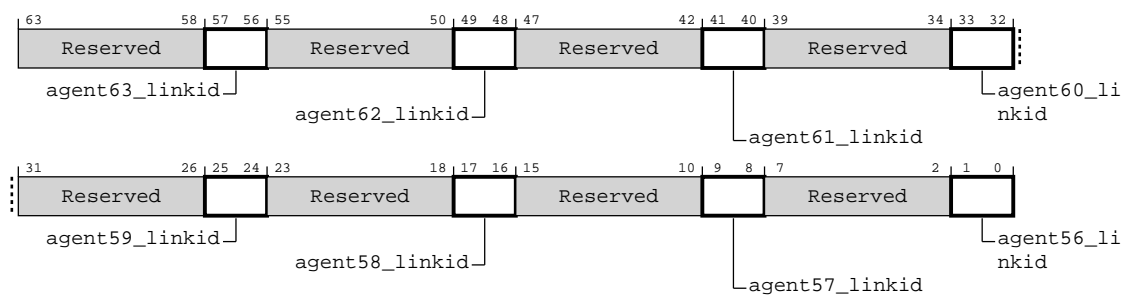 63 58 57 56 55 50 49 48 47 42 41 40 39 34 33 32
Reserved Reserved Reserved Reserved
agent63_linkid agent60_li
agent62_linkid nkid
agent61_linkid
31 26 25 24 23 18 17 16 15 10 9 8 7 2 1 0
Reserved Reserved Reserved Reserved
agent59_linkid agent56_li
agent58_linkid nkid
agent57_linkid